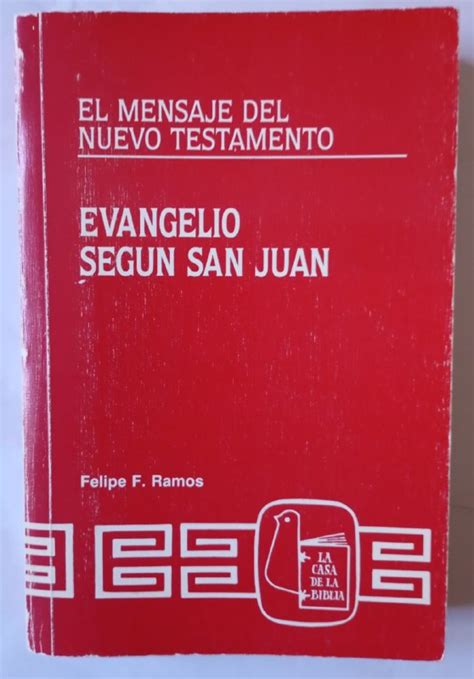 EL MENSAJE DEL
NUEVO TESTAMENTO
EVANGELIO
SEGUN SAN JUAN
Felipe F. Ramos
LA
CASA
DE LA
BIBLIA